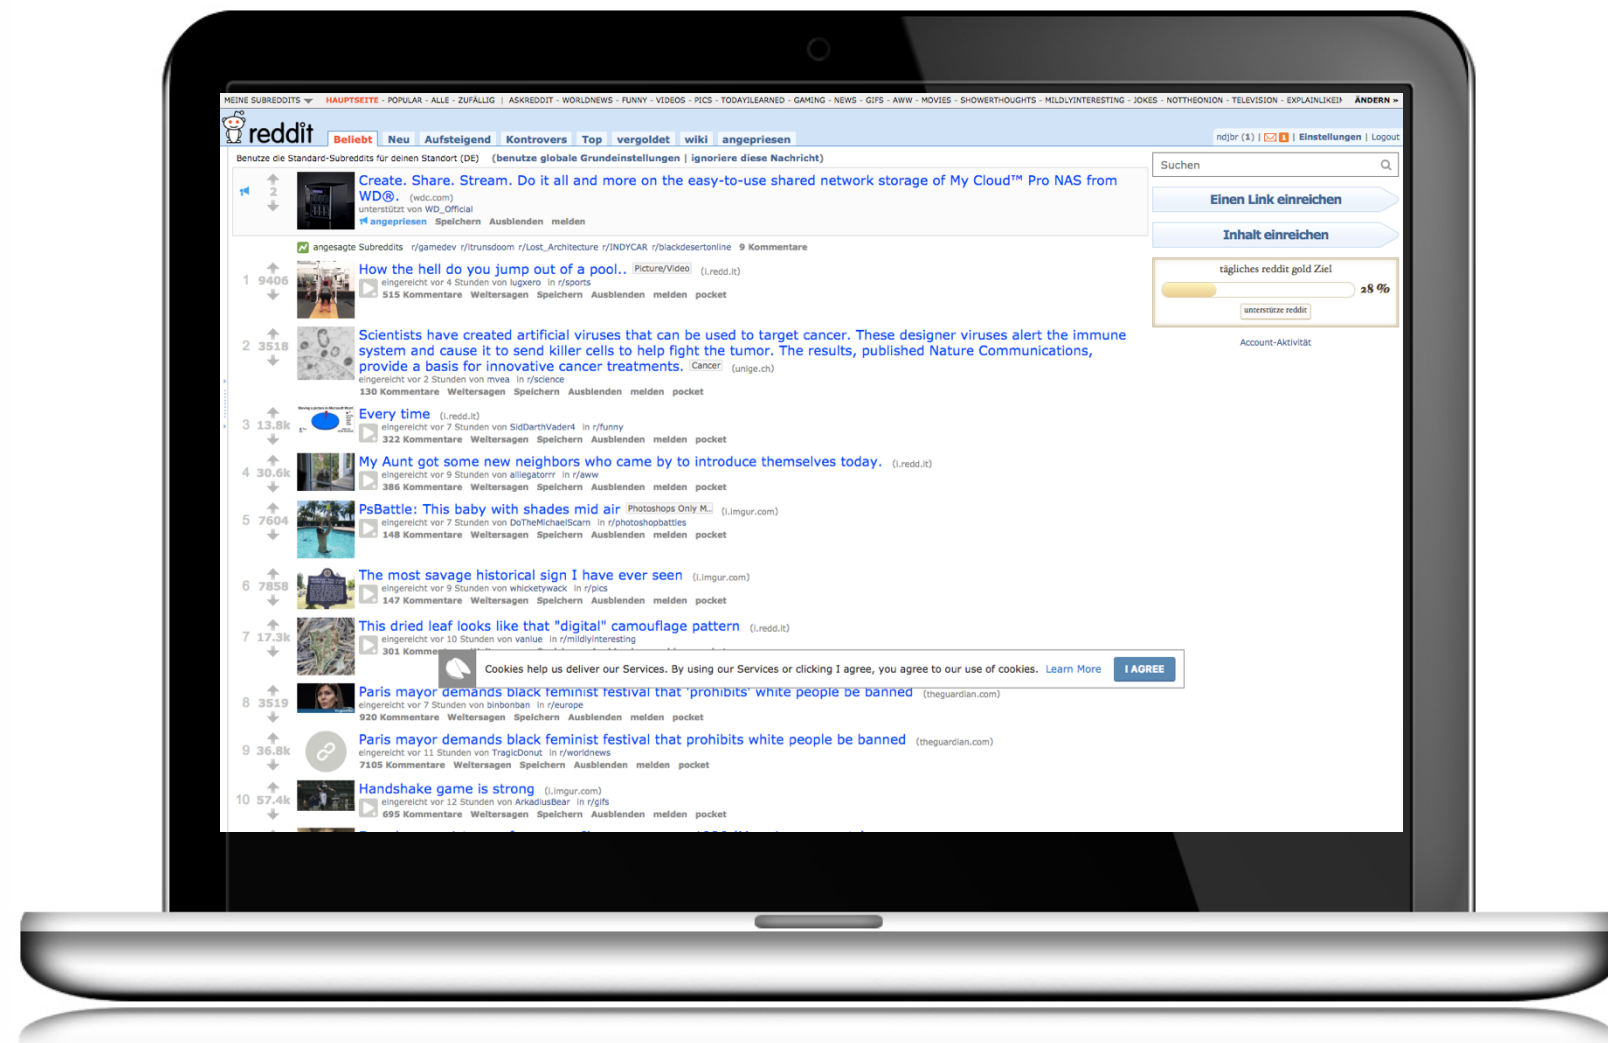 MEINE SUBREDDITS HAUPTSEITE - POPULAR - ALLE - ZUFÄLLIG | ASKREDDIT - WORLDNEWS - FUNNY - VIDEOS - PICS - TODAYILEARNED - GAMING - NEWS - GIFS - AWW - MOVIES - SHOWERTHOUGHTS - MILDLYINTERESTING - JOKES - NOTTHEONION - TELEVISION - EXPLAINLIKEI ÄNDERN »
reddit Beliebt Neu Aufsteigend Kontrovers Top vergoldet wiki angepriesen
ndjbr (1) | 1 | Einstellungen | Logout
Benutze die Standard-Subreddits für deinen Standort (DE) (benutze globale Grundeinstellungen | ignoriere diese Nachricht)
2
Create. Share. Stream. Do it all and more on the easy-to-use shared network storage of My Cloud™ Pro NAS from
WD®. (wdc.com)
unterstützt von WD_Official
angepriesen Speichern Ausblenden melden
angesagte Subreddits r/gamedev r/itrunsdoom r/Lost_Architecture r/INDYCAR r/blackdesertonline 9 Kommentare
1 9406
How the hell do you jump out of a pool.. Picture/Video (i.redd.it)
eingereicht vor 4 Stunden von lugxero in r/sports
515 Kommentare Weitersagen Speichern Ausblenden melden pocket
2 3518
Scientists have created artificial viruses that can be used to target cancer. These designer viruses alert the immune
system and cause it to send killer cells to help fight the tumor. The results, published Nature Communications,
provide a basis for innovative cancer treatments. Cancer (unige.ch)
eingereicht vor 2 Stunden von mvea in r/science
130 Kommentare Weitersagen Speichern Ausblenden melden pocket
3 13.8k
Every time (i.redd.it)
eingereicht vor 7 Stunden von SidDarthVader4 in r/funny
322 Kommentare Weitersagen Speichern Ausblenden melden pocket
4 30.6k
My Aunt got some new neighbors who came by to introduce themselves today. (i.redd.it)
eingereicht vor 9 Stunden von alliegatorrr in r/aww
386 Kommentare Weitersagen Speichern Ausblenden melden pocket
5 7604
PsBattle: This baby with shades mid air Photoshops Only M... (i.imgur.com)
eingereicht vor 7 Stunden von DoTheMichaelScarn in r/photoshopbattles
148 Kommentare Weitersagen Speichern Ausblenden melden pocket
6 7858
The most savage historical sign I have ever seen (i.imgur.com)
eingereicht vor 9 Stunden von whicketywack in r/pics
147 Kommentare Weitersagen Speichern Ausblenden melden pocket
7 17.3k
This dried leaf looks like that "digital" camouflage pattern (i.redd.it)
eingereicht vor 10 Stunden von vanlue in r/mildlyinteresting
301 Komme
Cookies help us deliver our Services. By using our Services or clicking I agree, you agree to our use of cookies. Learn More I AGREE
8 3519
Paris mayor demands black feminist festival that 'prohibits' white people be banned (theguardian.com)
eingereicht vor 7 Stunden von binbonban in r/europe
920 Kommentare Weitersagen Speichern Ausblenden melden pocket
9 36.8k
Paris mayor demands black feminist festival that prohibits white people be banned (theguardian.com)
eingereicht vor 11 Stunden von TragicDonut in r/worldnews
7105 Kommentare Weitersagen Speichern Ausblenden melden pocket
10 57.4k
Handshake game is strong (i.imgur.com)
eingereicht vor 12 Stunden von ArkadiusBear in r/gifs
695 Kommentare Weitersagen Speichern Ausblenden melden pocket
Suchen
Einen Link einreichen
Inhalt einreichen
tägliches reddit gold Ziel
28 %
unterstütze reddit
Account-Aktivität